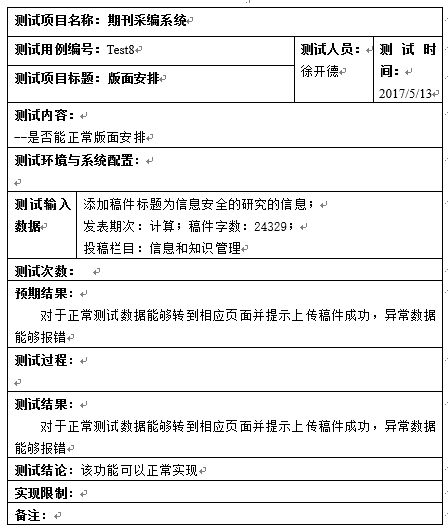 测试项目名称：期刊采编系统
测试用例编号：Test8
测试人员：
徐开德
测 试 时
间：
2017/5/13
测试项目标题：版面安排
测试内容：
--是否能正常版面安排
测试环境与系统配置：
测试输入
数据
添加稿件标题为信息安全的研究的信息；
发表期次：计算；稿件字数：24329；
投稿栏目：信息和知识管理
测试次数：
预期结果：
对于正常测试数据能够转到相应页面并提示上传稿件成功，异常数据
能够报错
测试过程：
测试结果：
对于正常测试数据能够转到相应页面并提示上传稿件成功，异常数据
能够报错
测试结论：该功能可以正常实现
实现限制：
备注：